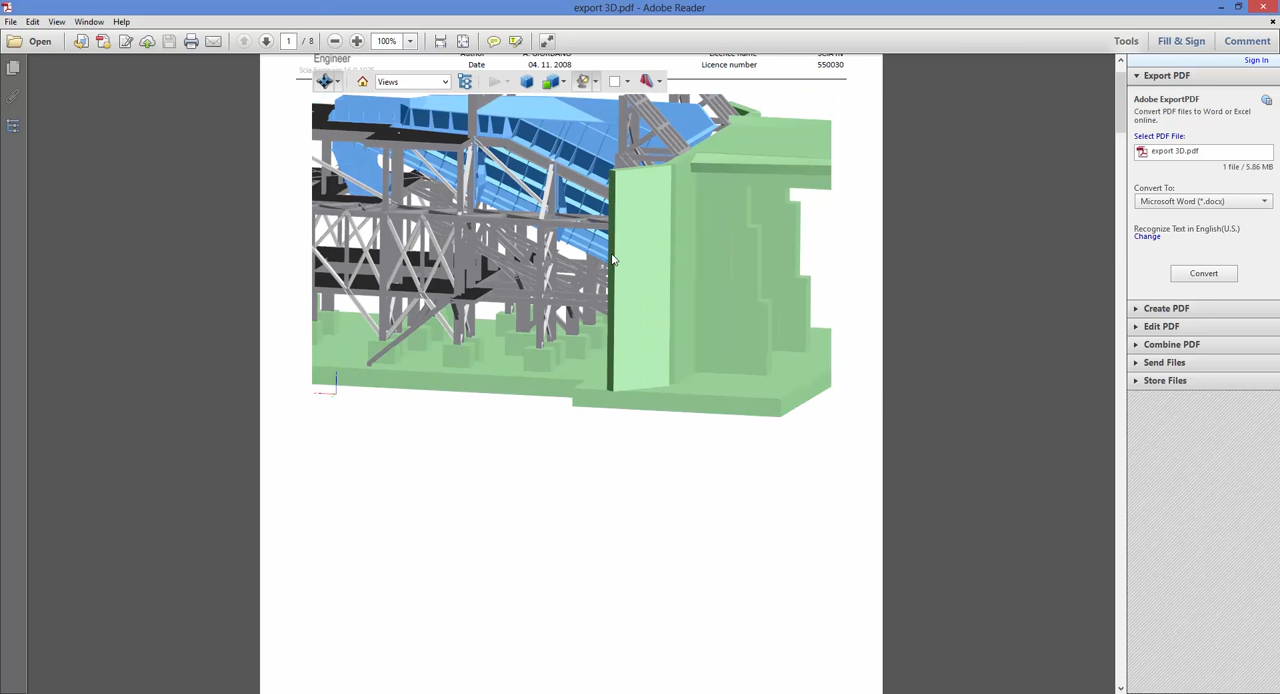 export 3D.pdf - Adobe Reader
File Edit View Window Help
Open 1 / 8 100% Tools Fill & Sign Comment
Engineer
Date 04. 11. 2008 Licence number 550030
Views
Sign In
Export PDF
Adobe ExportPDF
Convert PDF files to Word or Excel
online.
Select PDF File:
export 3D.pdf
1 file / 5.86 MB
Convert To:
Microsoft Word (*.docx)
Recognize Text in English(U.S.)
Change
Convert
Create PDF
Edit PDF
Combine PDF
Send Files
Store Files